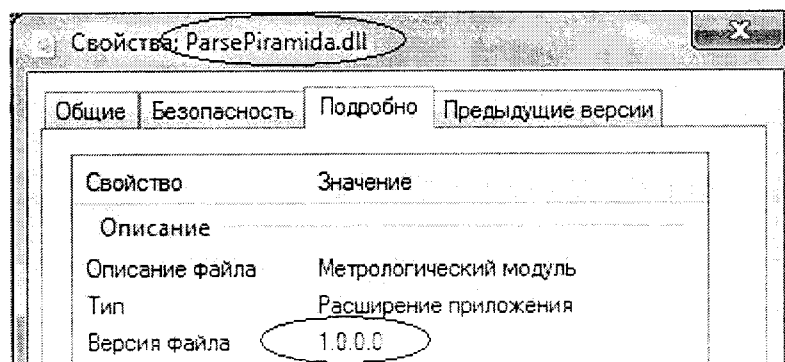 Свойства: ParsePiramida.dll
Общие Безопасность Подробно Предыдущие версии
Свойство Значение
Описание
Описание файла Метрологический модуль
Тип Расширение приложения
Версия файла 1.0.0.0